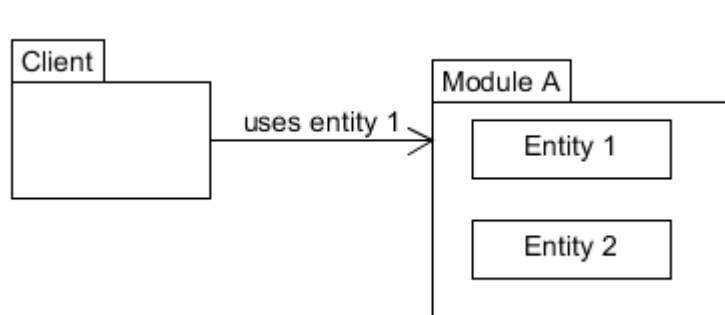 Client
uses entity 1
Module A
Entity 1
Entity 2